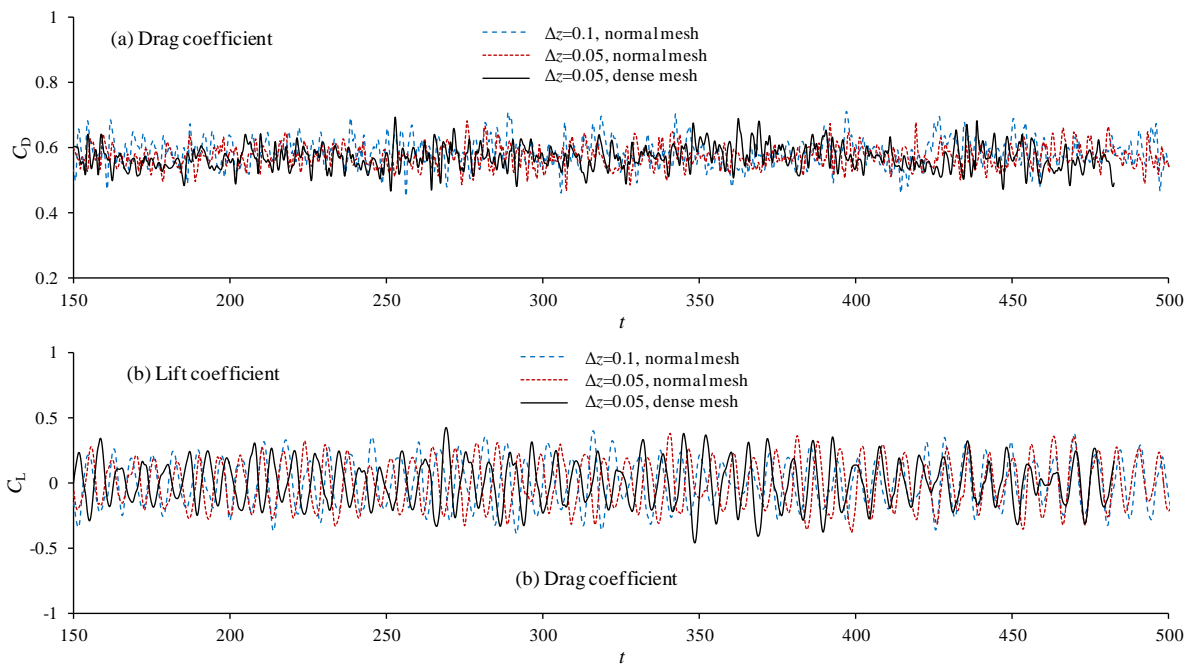 1
(a) Drag coefficient
Δz=0.1, normal mesh
Δz=0.05, normal mesh
Δz=0.05, dense mesh
0.8
C_D
0.6
0.4
0.2
150 200 250 300 350 400 450 500
t
1
(b) Lift coefficient
Δz=0.1, normal mesh
Δz=0.05, normal mesh
Δz=0.05, dense mesh
0.5
C_L
0
-0.5
(b) Drag coefficient
-1
150 200 250 300 350 400 450 500
t